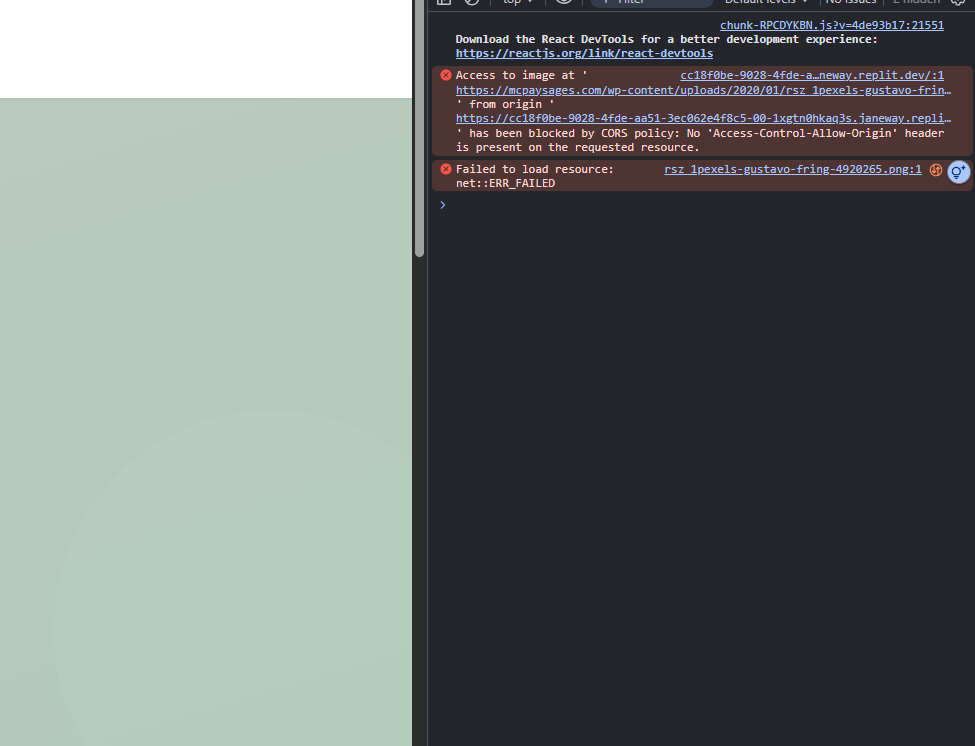 top Filter Default levels No Issues 2 hidden
chunk-RPCDYKBN.js?v=4de93b17:21551
Download the React DevTools for a better development experience:
https://reactjs.org/link/react-devtools
Access to image at ' cc18f0be-9028-4fde-a…neway.replit.dev/:1
https://mcpaysages.com/wp-content/uploads/2020/01/rsz_1pexels-gustavo-frin…
' from origin '
https://cc18f0be-9028-4fde-aa51-3ec062e4f8c5-00-1xgtn0hkaq3s.janeway.repli…
' has been blocked by CORS policy: No 'Access-Control-Allow-Origin' header
is present on the requested resource.
Failed to load resource: rsz_1pexels-gustavo-fring-4920265.png:1
net::ERR_FAILED